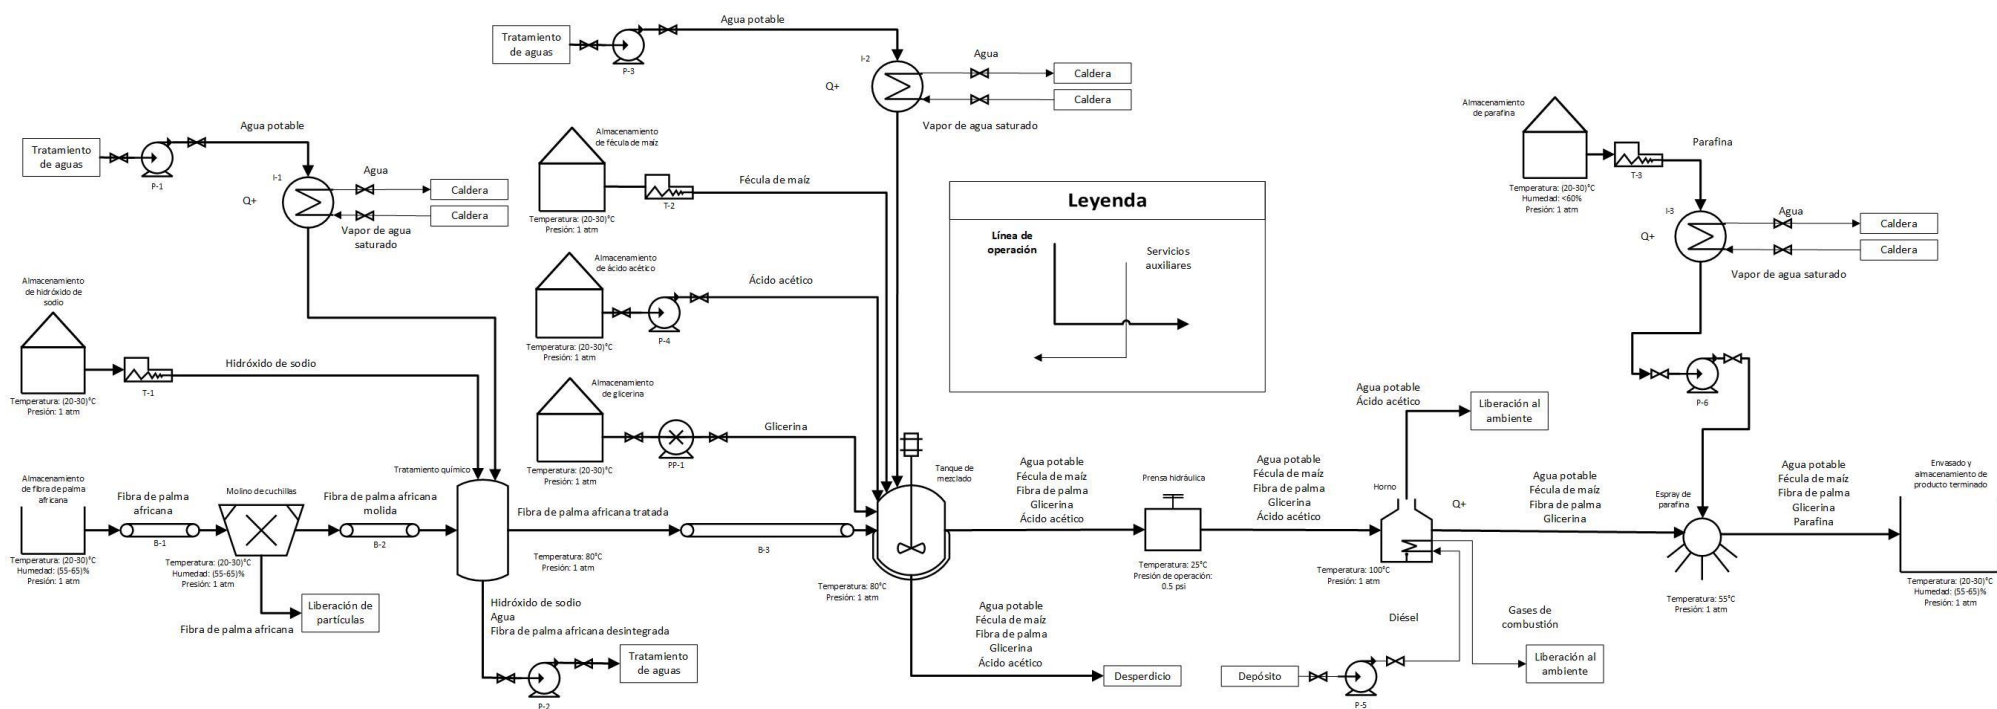 Tratamiento
de aguas
P-3
Agua potable
I-2
Q+
Agua
Caldera
Caldera
Vapor de agua saturado
Tratamiento
de aguas
P-1
Agua potable
I-1
Q+
Agua
Caldera
Caldera
Vapor de agua
saturado
Almacenamiento
de fécula de maíz
Temperatura: (20-30)°C
Presión: 1 atm
T-2
Fécula de maíz
Almacenamiento
de ácido acético
Temperatura: (20-30)°C
Presión: 1 atm
P-4
Ácido acético
Almacenamiento
de glicerina
Temperatura: (20-30)°C
Presión: 1 atm
PP-1
Glicerina
Leyenda
Línea de
operación
Servicios
auxiliares
Almacenamiento
de parafina
Temperatura: (20-30)°C
Humedad: <60%
Presión: 1 atm
T-3
Parafina
I-3
Q+
Agua
Caldera
Caldera
Vapor de agua saturado
P-6
Almacenamiento
de hidróxido de
sodio
Temperatura: (20-30)°C
Presión: 1 atm
T-1
Hidróxido de sodio
Almacenamiento
de fibra de palma
africana
Temperatura: (20-30)°C
Humedad: (55-65)%
Presión: 1 atm
Fibra de palma
africana
B-1
Molino de cuchillas
Temperatura: (20-30)°C
Humedad: (55-65)%
Presión: 1 atm
Fibra de palma africana
Liberación de
partículas
Fibra de palma africana
molida
B-2
Tratamiento químico
Fibra de palma africana tratada
Temperatura: 80°C
Presión: 1 atm
B-3
Hidróxido de sodio
Agua
Fibra de palma africana desintegrada
P-2
Tratamiento
de aguas
Tanque de
mezclado
Temperatura: 80°C
Presión: 1 atm
Agua potable
Fécula de maíz
Fibra de palma
Glicerina
Ácido acético
Desperdicio
Agua potable
Fécula de maíz
Fibra de palma
Glicerina
Ácido acético
Prensa hidráulica
Temperatura: 25°C
Presión de operación:
0.5 psi
Agua potable
Fécula de maíz
Fibra de palma
Glicerina
Ácido acético
Agua potable
Ácido acético
Liberación al
ambiente
Horno
Q+
Temperatura: 100°C
Presión: 1 atm
Diésel
Depósito
P-5
Gases de
combustión
Liberación al
ambiente
Agua potable
Fécula de maíz
Fibra de palma
Glicerina
Espray de
parafina
Temperatura: 55°C
Presión: 1 atm
Agua potable
Fécula de maíz
Fibra de palma
Glicerina
Parafina
Envasado y
almacenamiento de
producto terminado
Temperatura: (20-30)°C
Humedad: (55-65)%
Presión: 1 atm